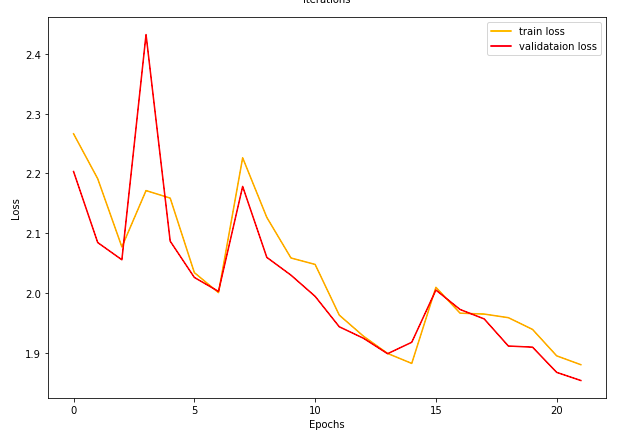 Iterations
train loss
validataion loss
2.4
2.3
2.2
2.1
2.0
1.9
Loss
0 5 10 15 20
Epochs